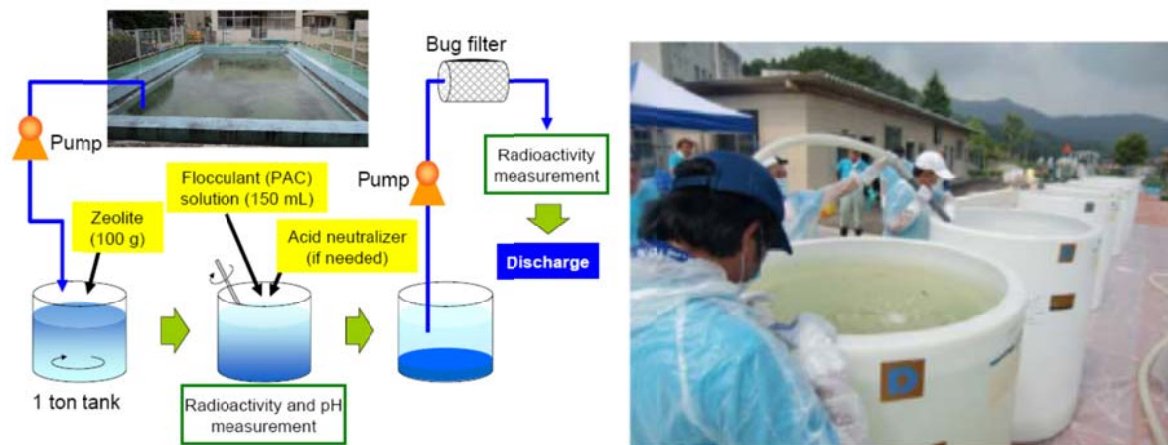 Pump
Zeolite
(100 g)
1 ton tank
Flocculant (PAC)
solution (150 mL)
Acid neutralizer
(if needed)
Radioactivity and pH
measurement
Pump
Bug filter
Radioactivity
measurement
Discharge
D